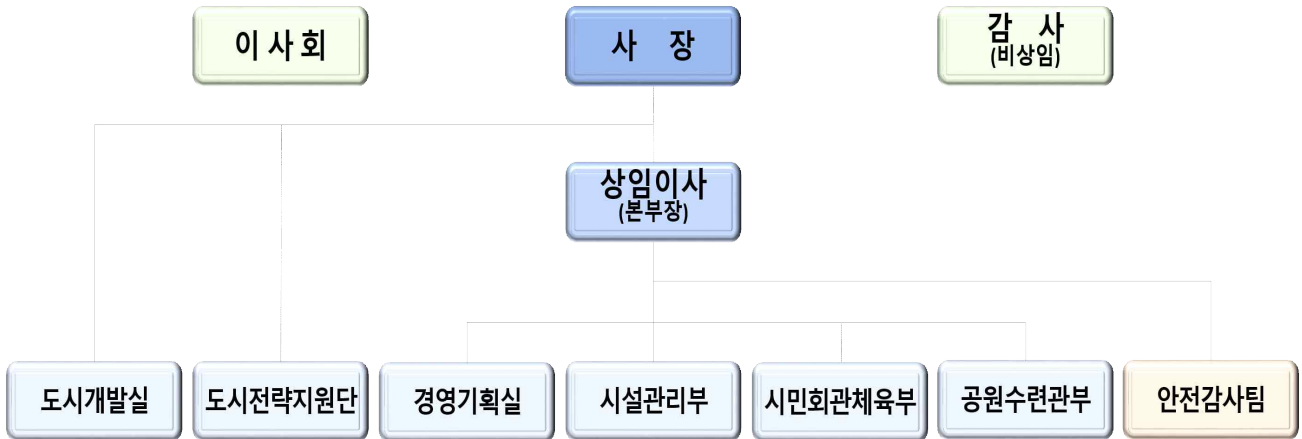 이 사 회
사 장
감 사
(비상임)
상임이사
(본부장)
도시개발실
도시전략지원단
경영기획실
시설관리부
시민회관체육부
공원수련관부
안전감사팀